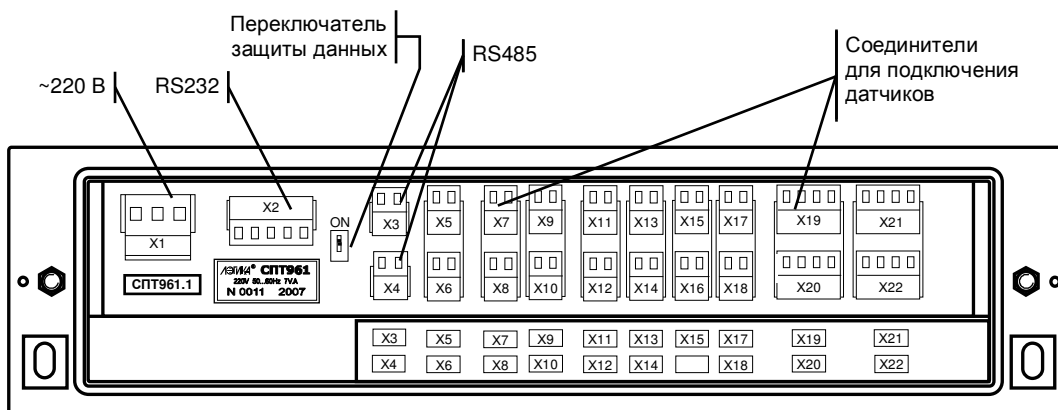 Переключатель
защиты данных
~220 В
RS232
RS485
Соединители
для подключения
датчиков
X1
X2
ON
X3
X5
X7
X9
X11
X13
X15
X17
X19
X21
СПТ961.1
ЛОГИКА® СПТ961
220V 50...60Hz 7VA
N 0011 2007
X4
X6
X8
X10
X12
X14
X16
X18
X20
X22
X3 X5 X7 X9 X11 X13 X15 X17 X19 X21
X4 X6 X8 X10 X12 X14 X18 X20 X22